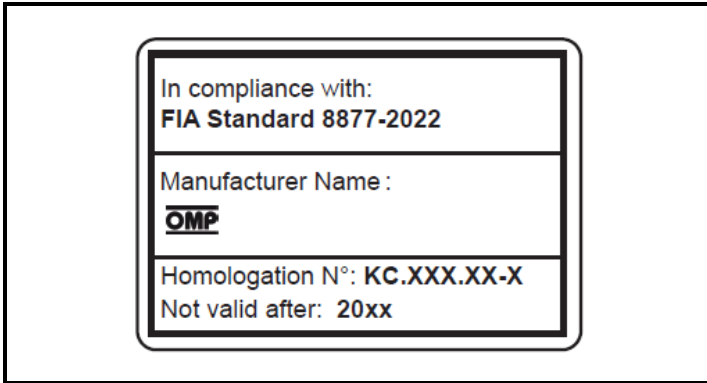 In compliance with:
FIA Standard 8877-2022
Manufacturer Name :
OMP
Homologation N°: KC.XXX.XX-X
Not valid after: 20xx